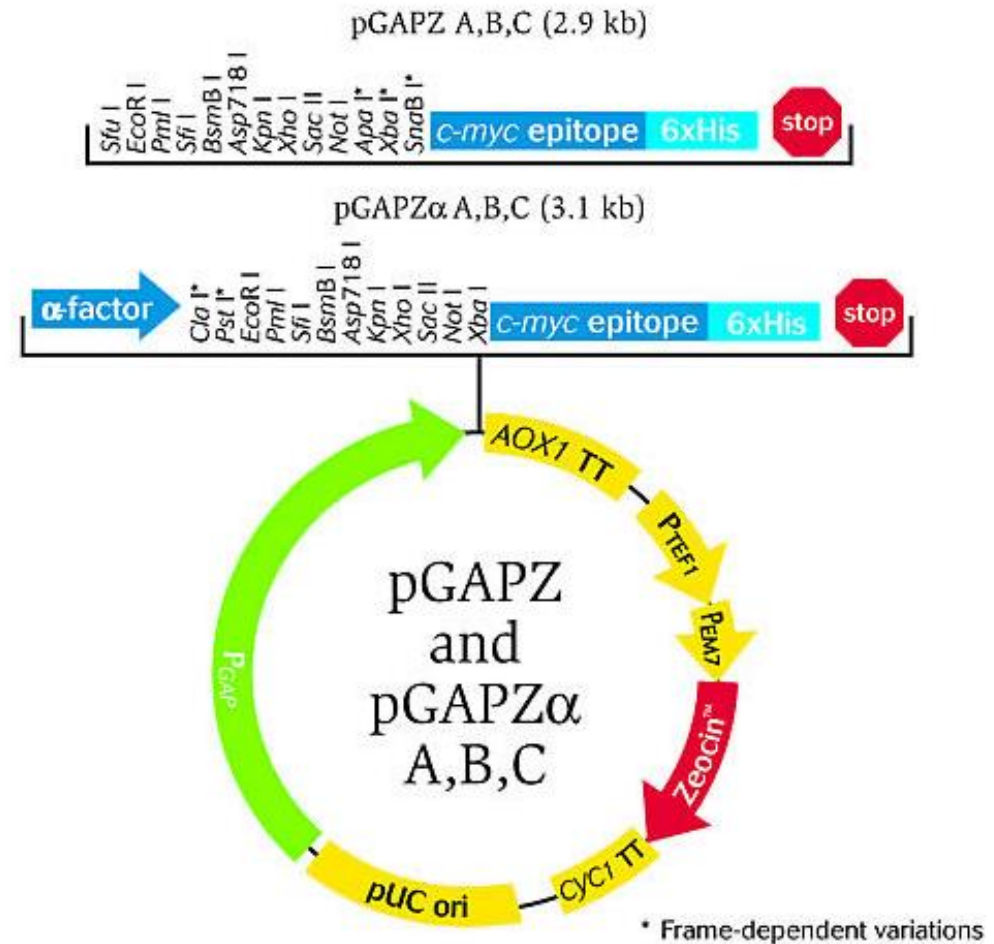 pGAPZ A,B,C (2.9 kb)
Sfu I
EcoR I
Pml I
Sfi I
BsmB I
Asp718 I
Kpn I
Xho I
Sac II
Not I
Apa I*
Xba I*
SnaB I*
c-myc epitope
6xHis
stop
pGAPZα A,B,C (3.1 kb)
α-factor
Cla I*
Pst I*
EcoR I
Pml I
Sfi I
BsmB I
Asp718 I
Kpn I
Xho I
Sac II
Not I
Xba I
c-myc epitope
6xHis
stop
AOX1 TT
PTEF1
PEM7
Zeocin™
CYC1 TT
pUC ori
PGAP
pGAPZ
and
pGAPZα
A,B,C
* Frame-dependent variations